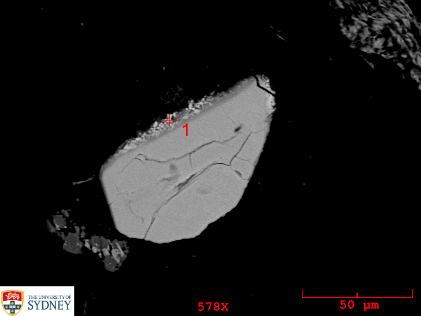 1
THE UNIVERSITY OF
SYDNEY
578X
50 µm